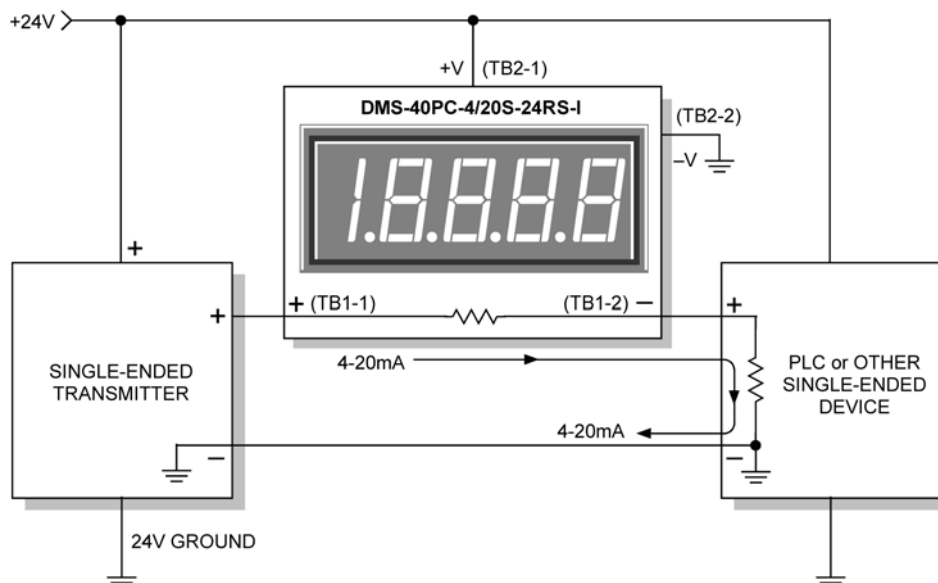 +24V
+V (TB2-1)
DMS-40PC-4/20S-24RS-I
(TB2-2)
–V
1.8.8.8.8
+
+ (TB1-1) (TB1-2) –
+
+
4-20mA
SINGLE-ENDED
TRANSMITTER
PLC or OTHER
SINGLE-ENDED
DEVICE
4-20mA
–
–
24V GROUND